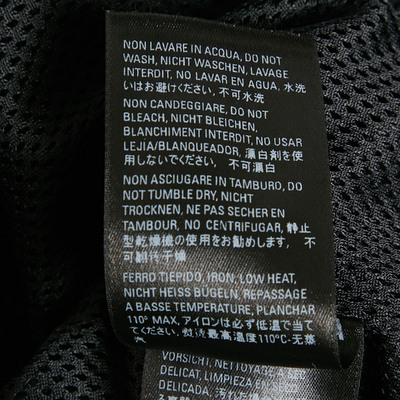 NON LAVARE IN ACQUA, DO NOT
WASH, NICHT WASCHEN, LAVAGE
INTERDIT, NO LAVAR EN AGUA, 水洗
いはお避けください, 不可水洗
NON CANDEGGIARE, DO NOT
BLEACH, NICHT BLEICHEN,
BLANCHIMENT INTERDIT, NO USAR
LEJIA/BLANQUEADOR, 漂白剤を使
用しないでください, 不可漂白
NON ASCIUGARE IN TAMBURO, DO
NOT TUMBLE DRY, NICHT
TROCKNEN, NE PAS SECHER EN
TAMBOUR, NO CENTRIFUGAR, 静止
型乾燥機の使用をお勧めします, 不
可翻转干燥
FERRO TIEPIDO, IRON, LOW HEAT,
NICHT HEISS BÜGELN, REPASSAGE
A BASSE TEMPERATURE, PLANCHAR
110° MAX, アイロンは必ず低温で当て
てください, 熨烫最高温度110°C-无蒸
汽
VORSICHT, NETTOYAGE A
DELICAT, LIMPIEZA EN
DELICADA, 汚れた場合